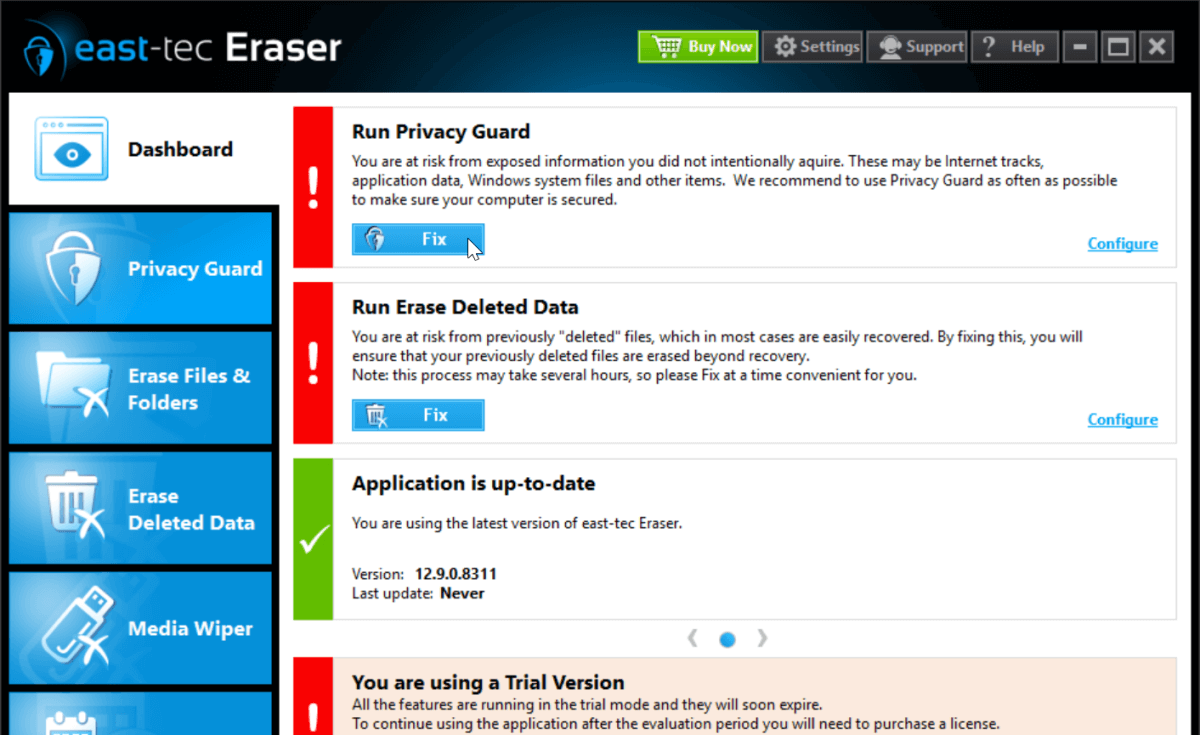 east-tec Eraser
Buy Now
Settings
Support
? Help
Dashboard
Privacy Guard
Erase Files &
Folders
Erase
Deleted Data
Media Wiper
!
Run Privacy Guard
You are at risk from exposed information you did not intentionally aquire. These may be Internet tracks,
application data, Windows system files and other items. We recommend to use Privacy Guard as often as possible
to make sure your computer is secured.
Fix
Configure
!
Run Erase Deleted Data
You are at risk from previously "deleted" files, which in most cases are easily recovered. By fixing this, you will
ensure that your previously deleted files are erased beyond recovery.
Note: this process may take several hours, so please Fix at a time convenient for you.
Fix
Configure
Application is up-to-date
You are using the latest version of east-tec Eraser.
Version: 12.9.0.8311
Last update: Never
!
You are using a Trial Version
All the features are running in the trial mode and they will soon expire.
To continue using the application after the evaluation period you will need to purchase a license.